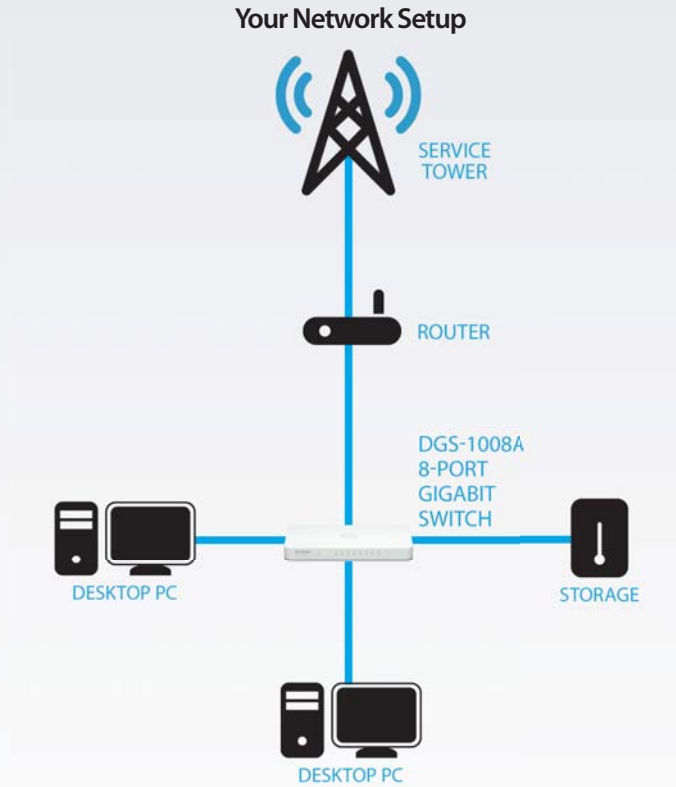 Your Network Setup
SERVICE
TOWER
ROUTER
DGS-1008A
8-PORT
GIGABIT
SWITCH
DESKTOP PC
STORAGE
DESKTOP PC